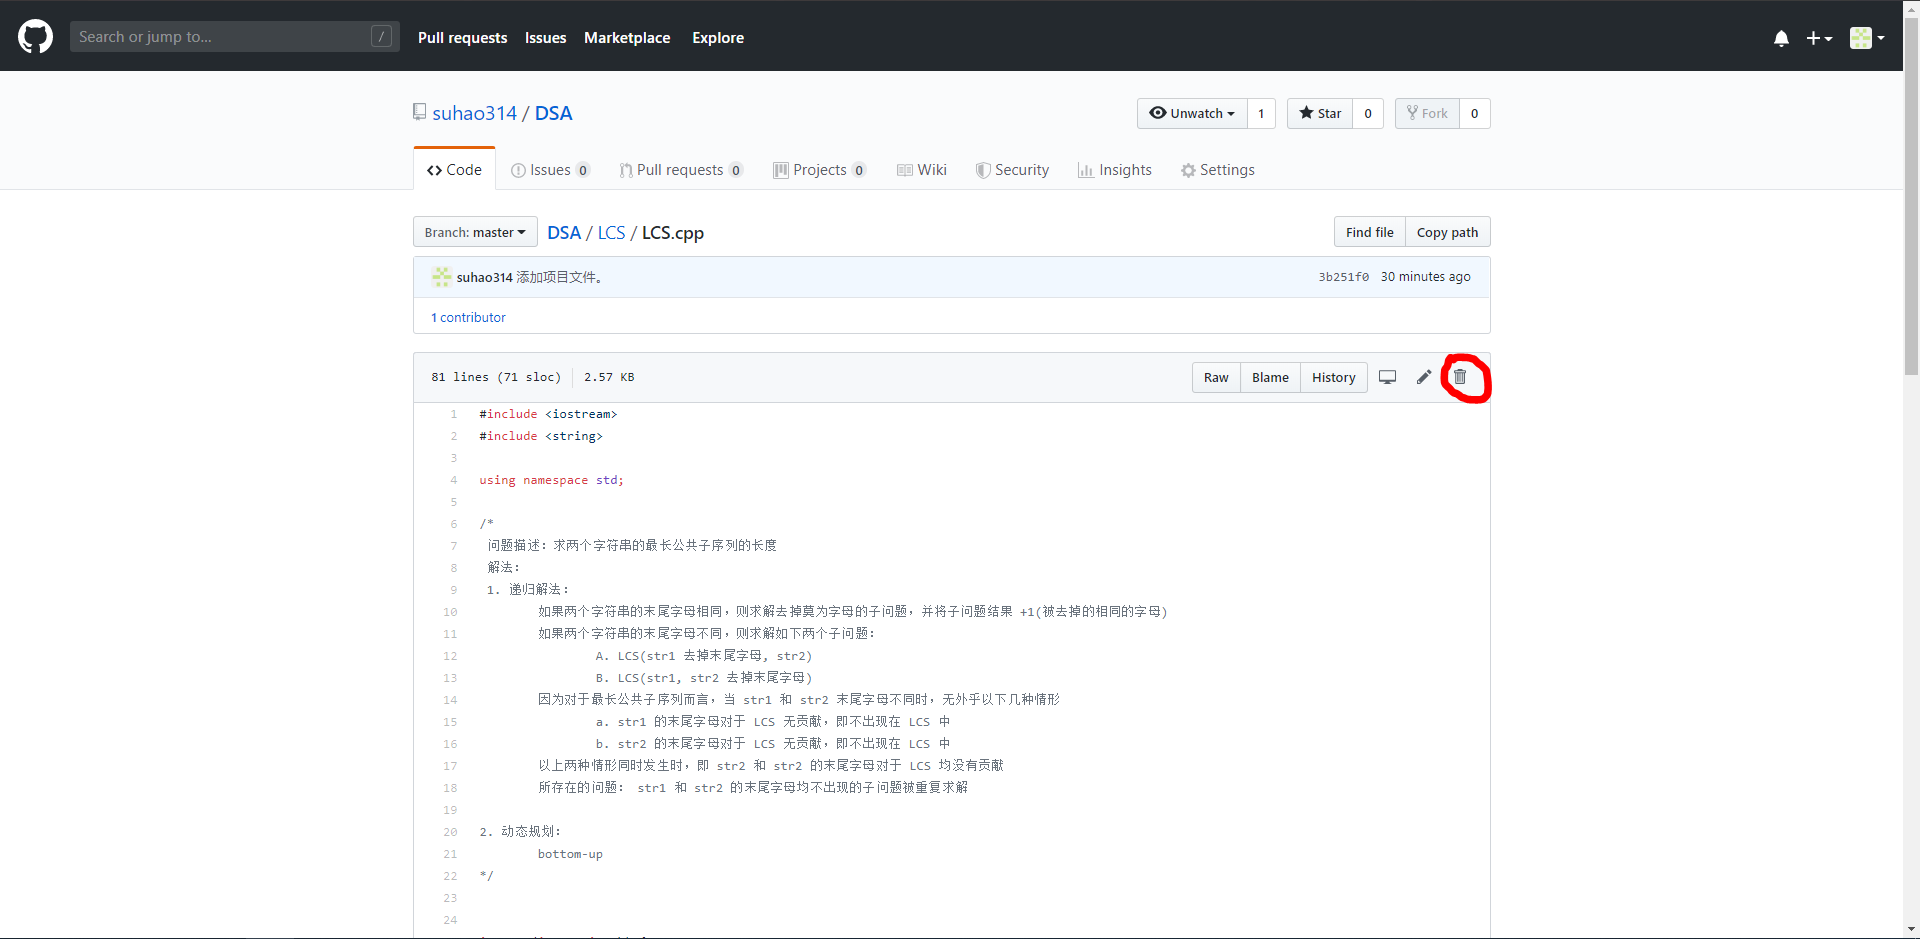 Search or jump to... /
Pull requests Issues Marketplace Explore
suhao314 / DSA
Unwatch 1 Star 0 Fork 0
Code Issues 0 Pull requests 0 Projects 0 Wiki Security Insights Settings
Branch: master DSA / LCS / LCS.cpp Find file Copy path
suhao314 添加项目文件。 3b251f0 30 minutes ago
1 contributor
81 lines (71 sloc) 2.57 KB Raw Blame History
1 #include <iostream>
2 #include <string>
3
4 using namespace std;
5
6 /*
7 问题描述：求两个字符串的最长公共子序列的长度
8 解法：
9 1. 递归解法：
10 如果两个字符串的末尾字母相同，则求解去掉莫为字母的子问题，并将子问题结果 +1(被去掉的相同的字母)
11 如果两个字符串的末尾字母不同，则求解如下两个子问题：
12 A. LCS(str1 去掉末尾字母, str2)
13 B. LCS(str1, str2 去掉末尾字母)
14 因为对于最长公共子序列而言，当 str1 和 str2 末尾字母不同时，无外乎以下几种情形
15 a. str1 的末尾字母对于 LCS 无贡献，即不出现在 LCS 中
16 b. str2 的末尾字母对于 LCS 无贡献，即不出现在 LCS 中
17 以上两种情形同时发生时，即 str2 和 str2 的末尾字母对于 LCS 均没有贡献
18 所存在的问题： str1 和 str2 的末尾字母均不出现的子问题被重复求解
19
20 2. 动态规划：
21 bottom-up
22 */
23
24